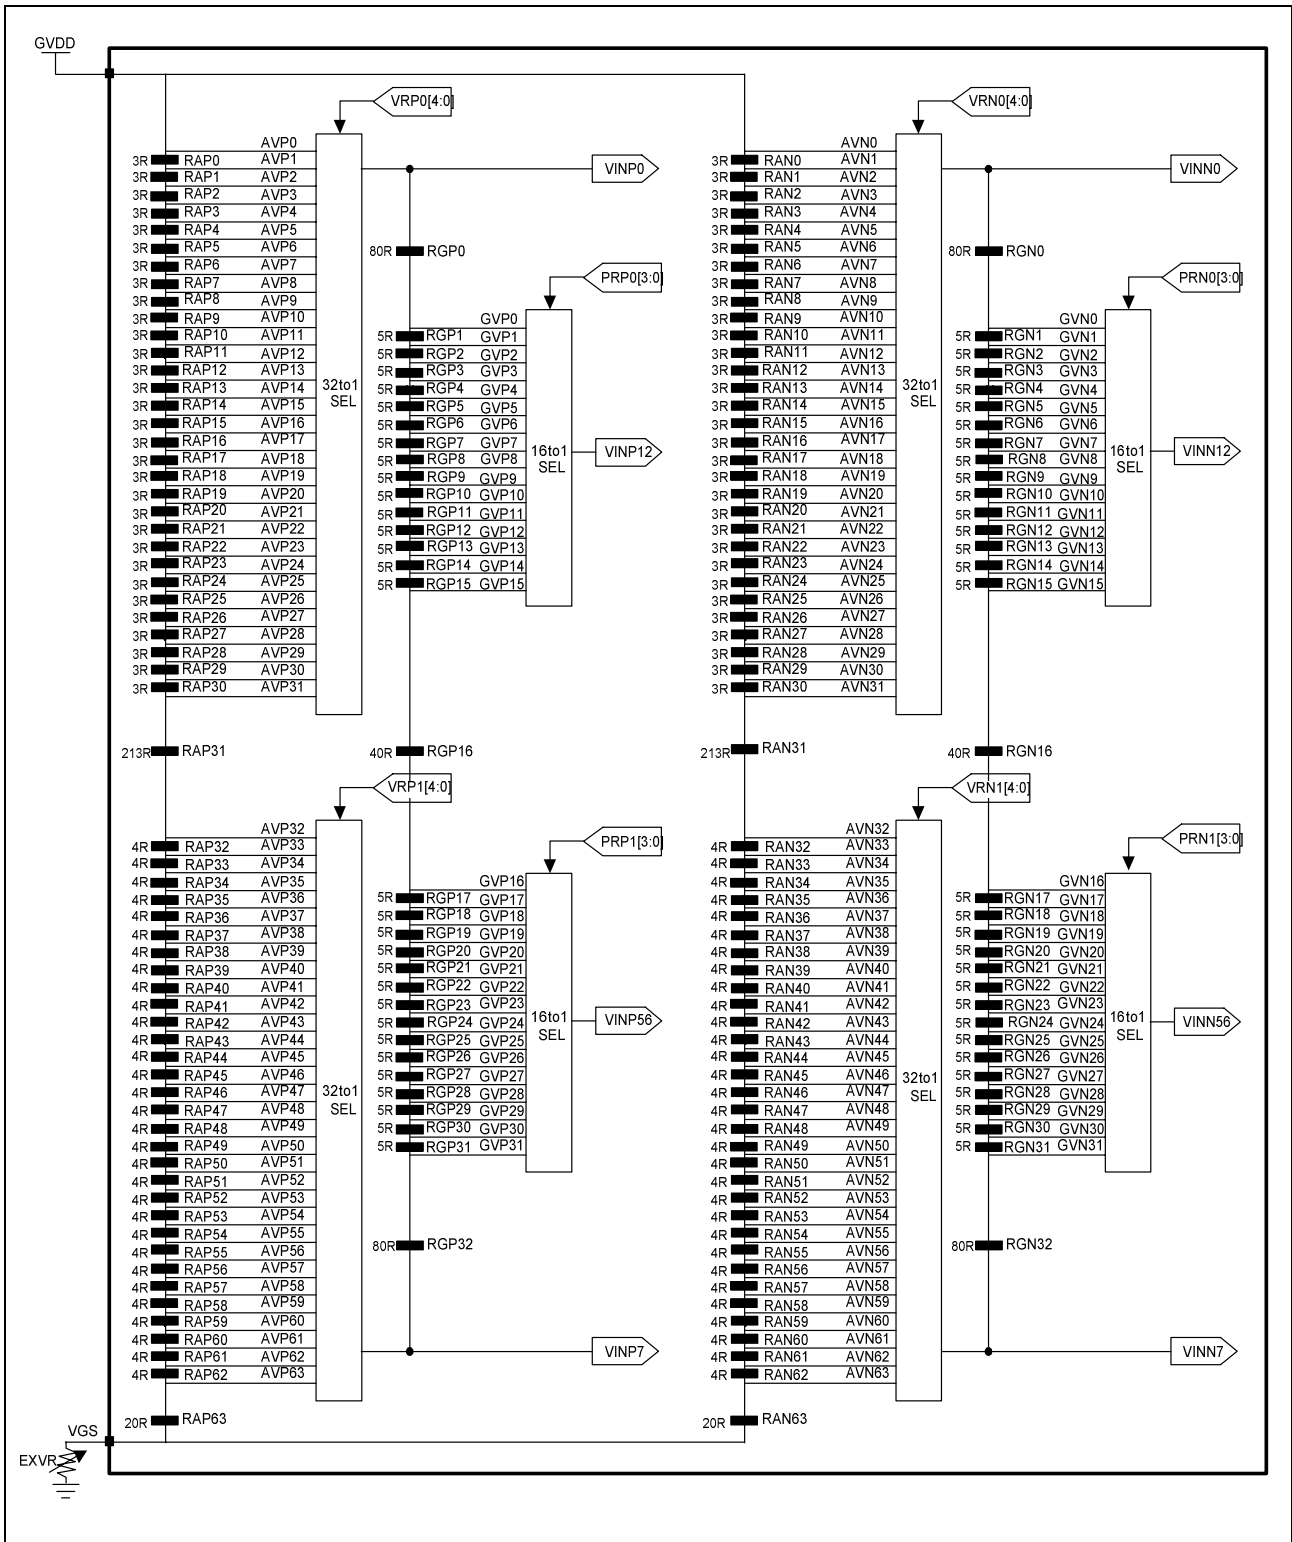 GVDD
VRP0[4:0]
AVP0
3R RAP0 AVP1
3R RAP1 AVP2
3R RAP2 AVP3
3R RAP3 AVP4
3R RAP4 AVP5
3R RAP5 AVP6
3R RAP6 AVP7
3R RAP7 AVP8
3R RAP8 AVP9
3R RAP9 AVP10
3R RAP10 AVP11
3R RAP11 AVP12
3R RAP12 AVP13
3R RAP13 AVP14
3R RAP14 AVP15
3R RAP15 AVP16
3R RAP16 AVP17
3R RAP17 AVP18
3R RAP18 AVP19
3R RAP19 AVP20
3R RAP20 AVP21
3R RAP21 AVP22
3R RAP22 AVP23
3R RAP23 AVP24
3R RAP24 AVP25
3R RAP25 AVP26
3R RAP26 AVP27
3R RAP27 AVP28
3R RAP28 AVP29
3R RAP29 AVP30
3R RAP30 AVP31
32to1
SEL
213R RAP31
VINP0
80R RGP0
PRP0[3:0]
GVP0
5R RGP1 GVP1
5R RGP2 GVP2
5R RGP3 GVP3
5R RGP4 GVP4
5R RGP5 GVP5
5R RGP6 GVP6
5R RGP7 GVP7
5R RGP8 GVP8
5R RGP9 GVP9
5R RGP10 GVP10
5R RGP11 GVP11
5R RGP12 GVP12
5R RGP13 GVP13
5R RGP14 GVP14
5R RGP15 GVP15
16to1
SEL
VINP12
40R RGP16
VRP1[4:0]
AVP32
4R RAP32 AVP33
4R RAP33 AVP34
4R RAP34 AVP35
4R RAP35 AVP36
4R RAP36 AVP37
4R RAP37 AVP38
4R RAP38 AVP39
4R RAP39 AVP40
4R RAP40 AVP41
4R RAP41 AVP42
4R RAP42 AVP43
4R RAP43 AVP44
4R RAP44 AVP45
4R RAP45 AVP46
4R RAP46 AVP47
4R RAP47 AVP48
4R RAP48 AVP49
4R RAP49 AVP50
4R RAP50 AVP51
4R RAP51 AVP52
4R RAP52 AVP53
4R RAP53 AVP54
4R RAP54 AVP55
4R RAP55 AVP56
4R RAP56 AVP57
4R RAP57 AVP58
4R RAP58 AVP59
4R RAP59 AVP60
4R RAP60 AVP61
4R RAP61 AVP62
4R RAP62 AVP63
32to1
SEL
20R RAP63
PRP1[3:0]
GVP16
5R RGP17 GVP17
5R RGP18 GVP18
5R RGP19 GVP19
5R RGP20 GVP20
5R RGP21 GVP21
5R RGP22 GVP22
5R RGP23 GVP23
5R RGP24 GVP24
5R RGP25 GVP25
5R RGP26 GVP26
5R RGP27 GVP27
5R RGP28 GVP28
5R RGP29 GVP29
5R RGP30 GVP30
5R RGP31 GVP31
16to1
SEL
VINP56
80R RGP32
VINP7
VRN0[4:0]
AVN0
3R RAN0 AVN1
3R RAN1 AVN2
3R RAN2 AVN3
3R RAN3 AVN4
3R RAN4 AVN5
3R RAN5 AVN6
3R RAN6 AVN7
3R RAN7 AVN8
3R RAN8 AVN9
3R RAN9 AVN10
3R RAN10 AVN11
3R RAN11 AVN12
3R RAN12 AVN13
3R RAN13 AVN14
3R RAN14 AVN15
3R RAN15 AVN16
3R RAN16 AVN17
3R RAN17 AVN18
3R RAN18 AVN19
3R RAN19 AVN20
3R RAN20 AVN21
3R RAN21 AVN22
3R RAN22 AVN23
3R RAN23 AVN24
3R RAN24 AVN25
3R RAN25 AVN26
3R RAN26 AVN27
3R RAN27 AVN28
3R RAN28 AVN29
3R RAN29 AVN30
3R RAN30 AVN31
32to1
SEL
213R RAN31
VINN0
80R RGN0
PRN0[3:0]
GVN0
5R RGN1 GVN1
5R RGN2 GVN2
5R RGN3 GVN3
5R RGN4 GVN4
5R RGN5 GVN5
5R RGN6 GVN6
5R RGN7 GVN7
5R RGN8 GVN8
5R RGN9 GVN9
5R RGN10 GVN10
5R RGN11 GVN11
5R RGN12 GVN12
5R RGN13 GVN13
5R RGN14 GVN14
5R RGN15 GVN15
16to1
SEL
VINN12
40R RGN16
VRN1[4:0]
AVN32
4R RAN32 AVN33
4R RAN33 AVN34
4R RAN34 AVN35
4R RAN35 AVN36
4R RAN36 AVN37
4R RAN37 AVN38
4R RAN38 AVN39
4R RAN39 AVN40
4R RAN40 AVN41
4R RAN41 AVN42
4R RAN42 AVN43
4R RAN43 AVN44
4R RAN44 AVN45
4R RAN45 AVN46
4R RAN46 AVN47
4R RAN47 AVN48
4R RAN48 AVN49
4R RAN49 AVN50
4R RAN50 AVN51
4R RAN51 AVN52
4R RAN52 AVN53
4R RAN53 AVN54
4R RAN54 AVN55
4R RAN55 AVN56
4R RAN56 AVN57
4R RAN57 AVN58
4R RAN58 AVN59
4R RAN59 AVN60
4R RAN60 AVN61
4R RAN61 AVN62
4R RAN62 AVN63
32to1
SEL
20R RAN63
PRN1[3:0]
GVN16
5R RGN17 GVN17
5R RGN18 GVN18
5R RGN19 GVN19
5R RGN20 GVN20
5R RGN21 GVN21
5R RGN22 GVN22
5R RGN23 GVN23
5R RGN24 GVN24
5R RGN25 GVN25
5R RGN26 GVN26
5R RGN27 GVN27
5R RGN28 GVN28
5R RGN29 GVN29
5R RGN30 GVN30
5R RGN31 GVN31
16to1
SEL
VINN56
80R RGN32
VINN7
VGS
EXVR